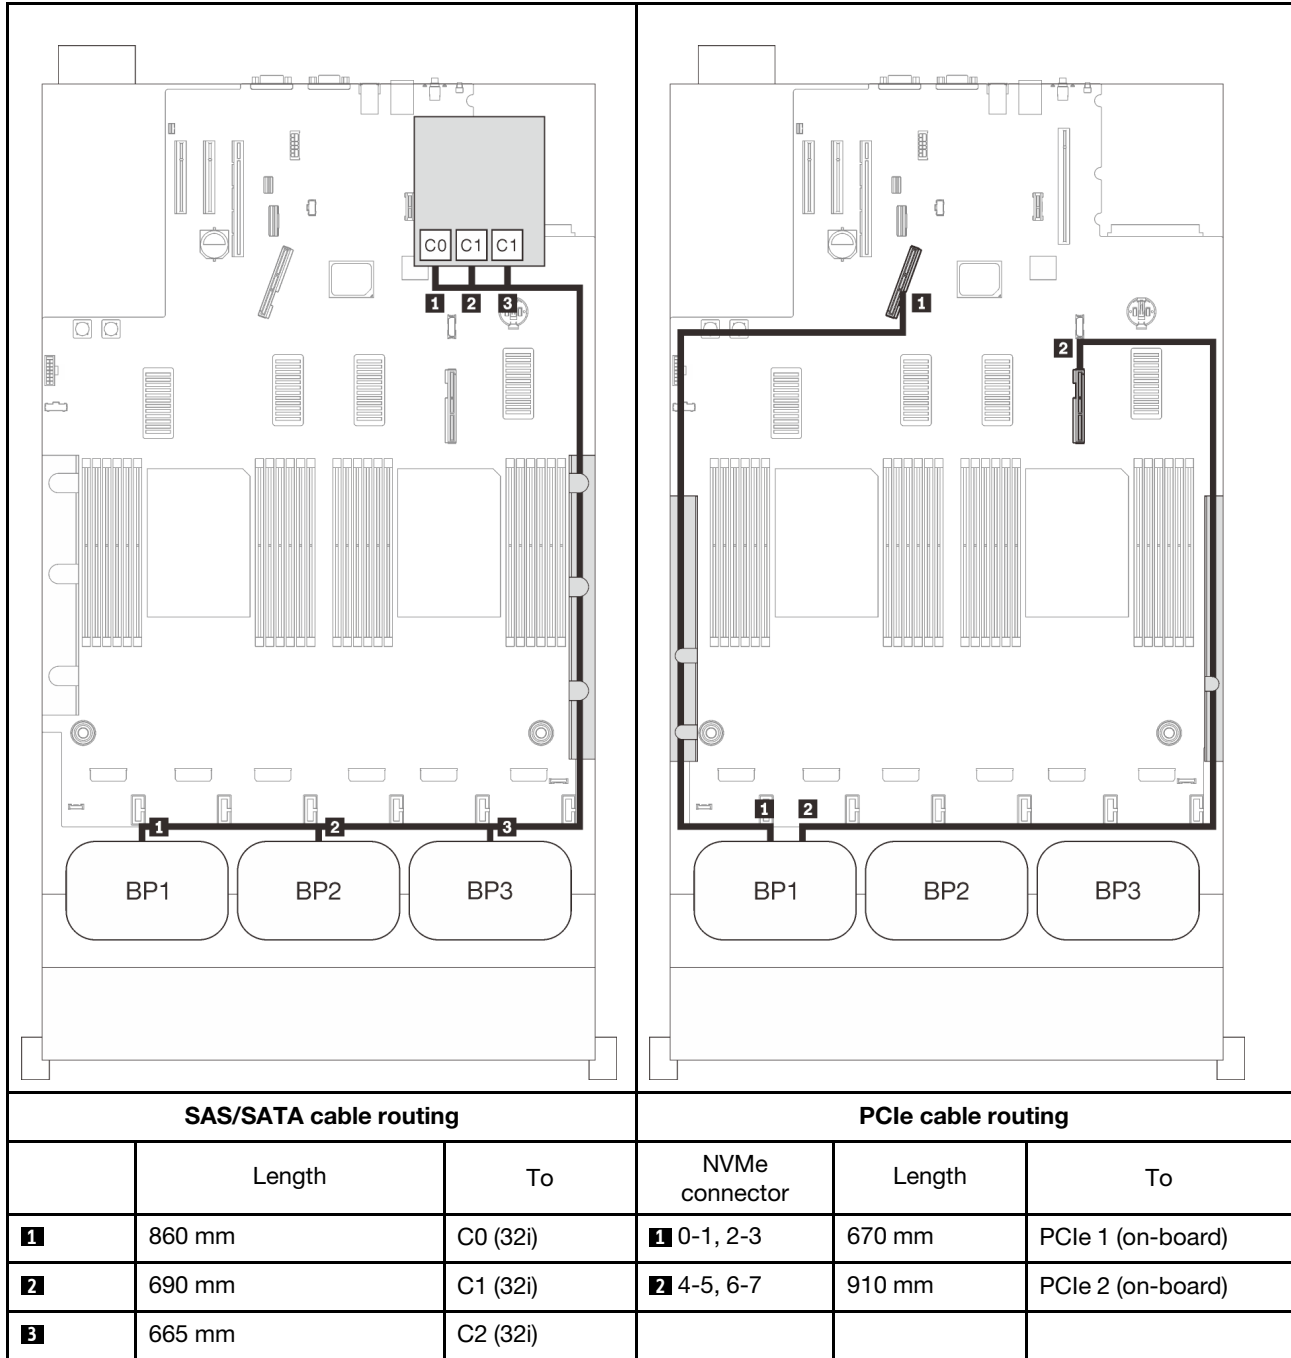 C0 C1 C1
1 2 3
1 2 3
BP1 BP2 BP3
1
2
1 2
BP1 BP2 BP3
SAS/SATA cable routing
PCIe cable routing
Length To NVMe connector Length To
1 860 mm C0 (32i) 1 0-1, 2-3 670 mm PCIe 1 (on-board)
2 690 mm C1 (32i) 2 4-5, 6-7 910 mm PCIe 2 (on-board)
3 665 mm C2 (32i)